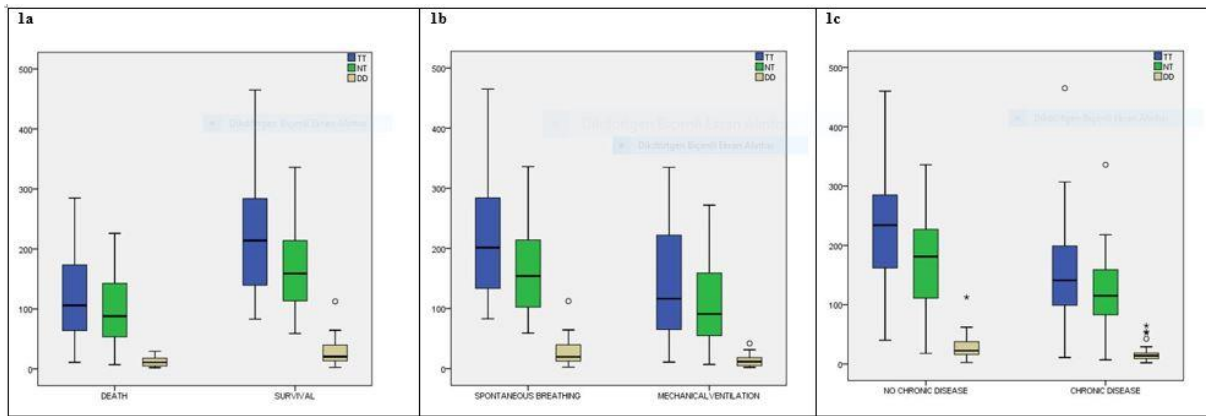 1a
TT
NT
DD
500
400
300
200
100
0
DEATH
SURVIVAL
1b
TT
NT
DD
500
400
300
200
100
0
SPONTANEOUS BREATHING
MECHANICAL VENTILATION
1c
TT
NT
DD
500
400
300
200
100
0
NO CHRONIC DISEASE
CHRONIC DISEASE